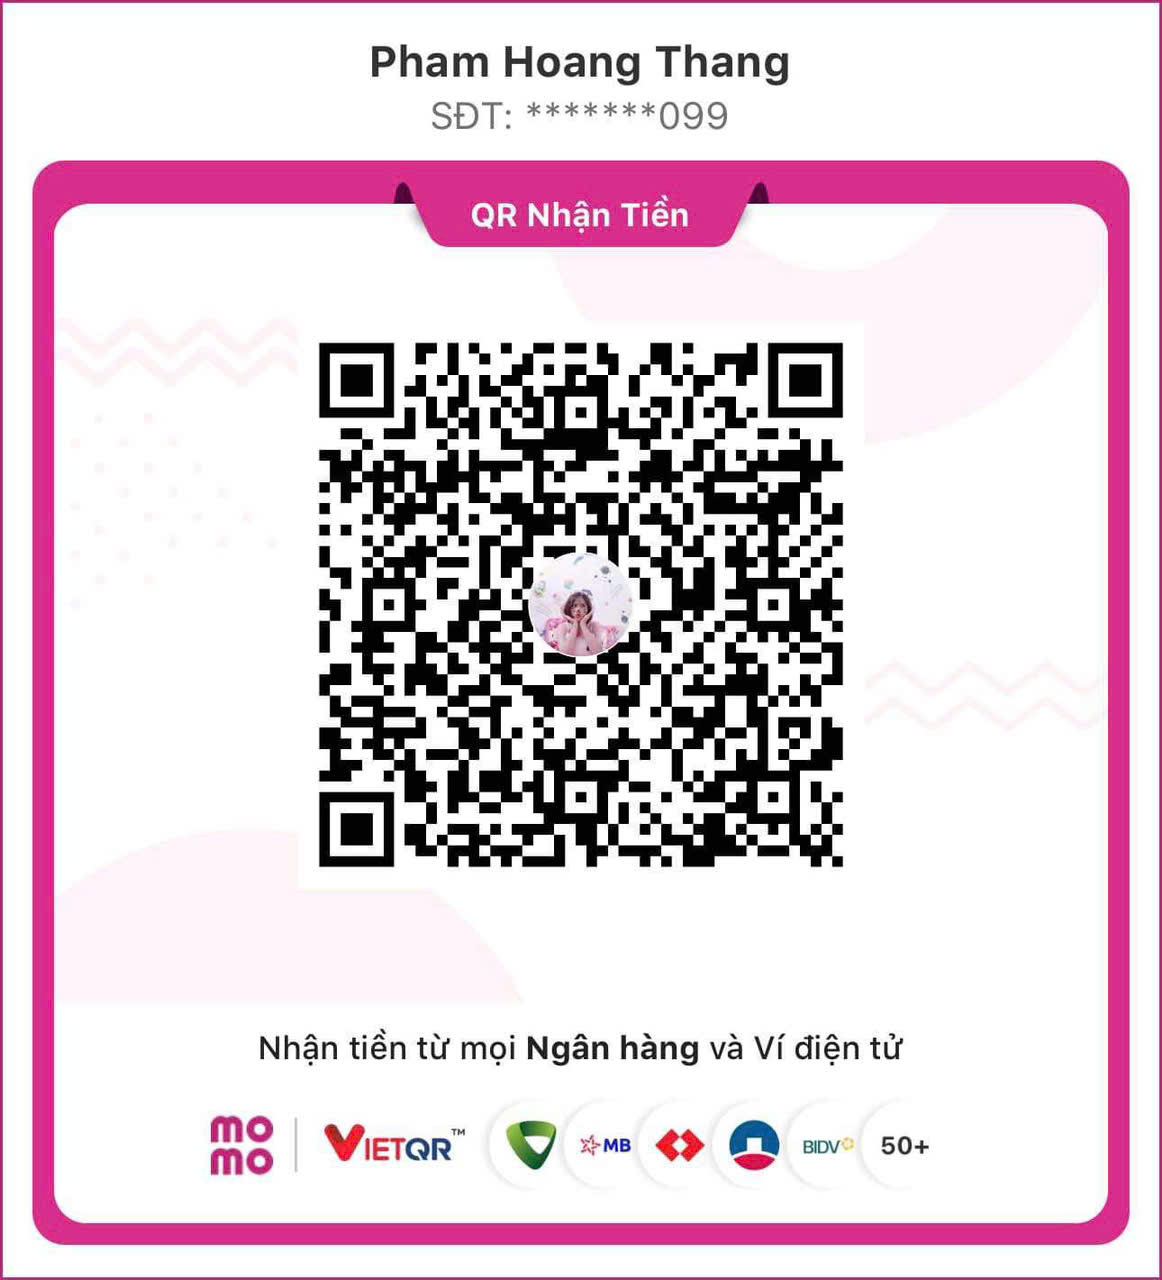 Pham Hoang Thang
SĐT: *******099
QR Nhận Tiền
Nhận tiền từ mọi Ngân hàng và Ví điện tử
mo
mo
VIETQR™
MB
BIDV
50+